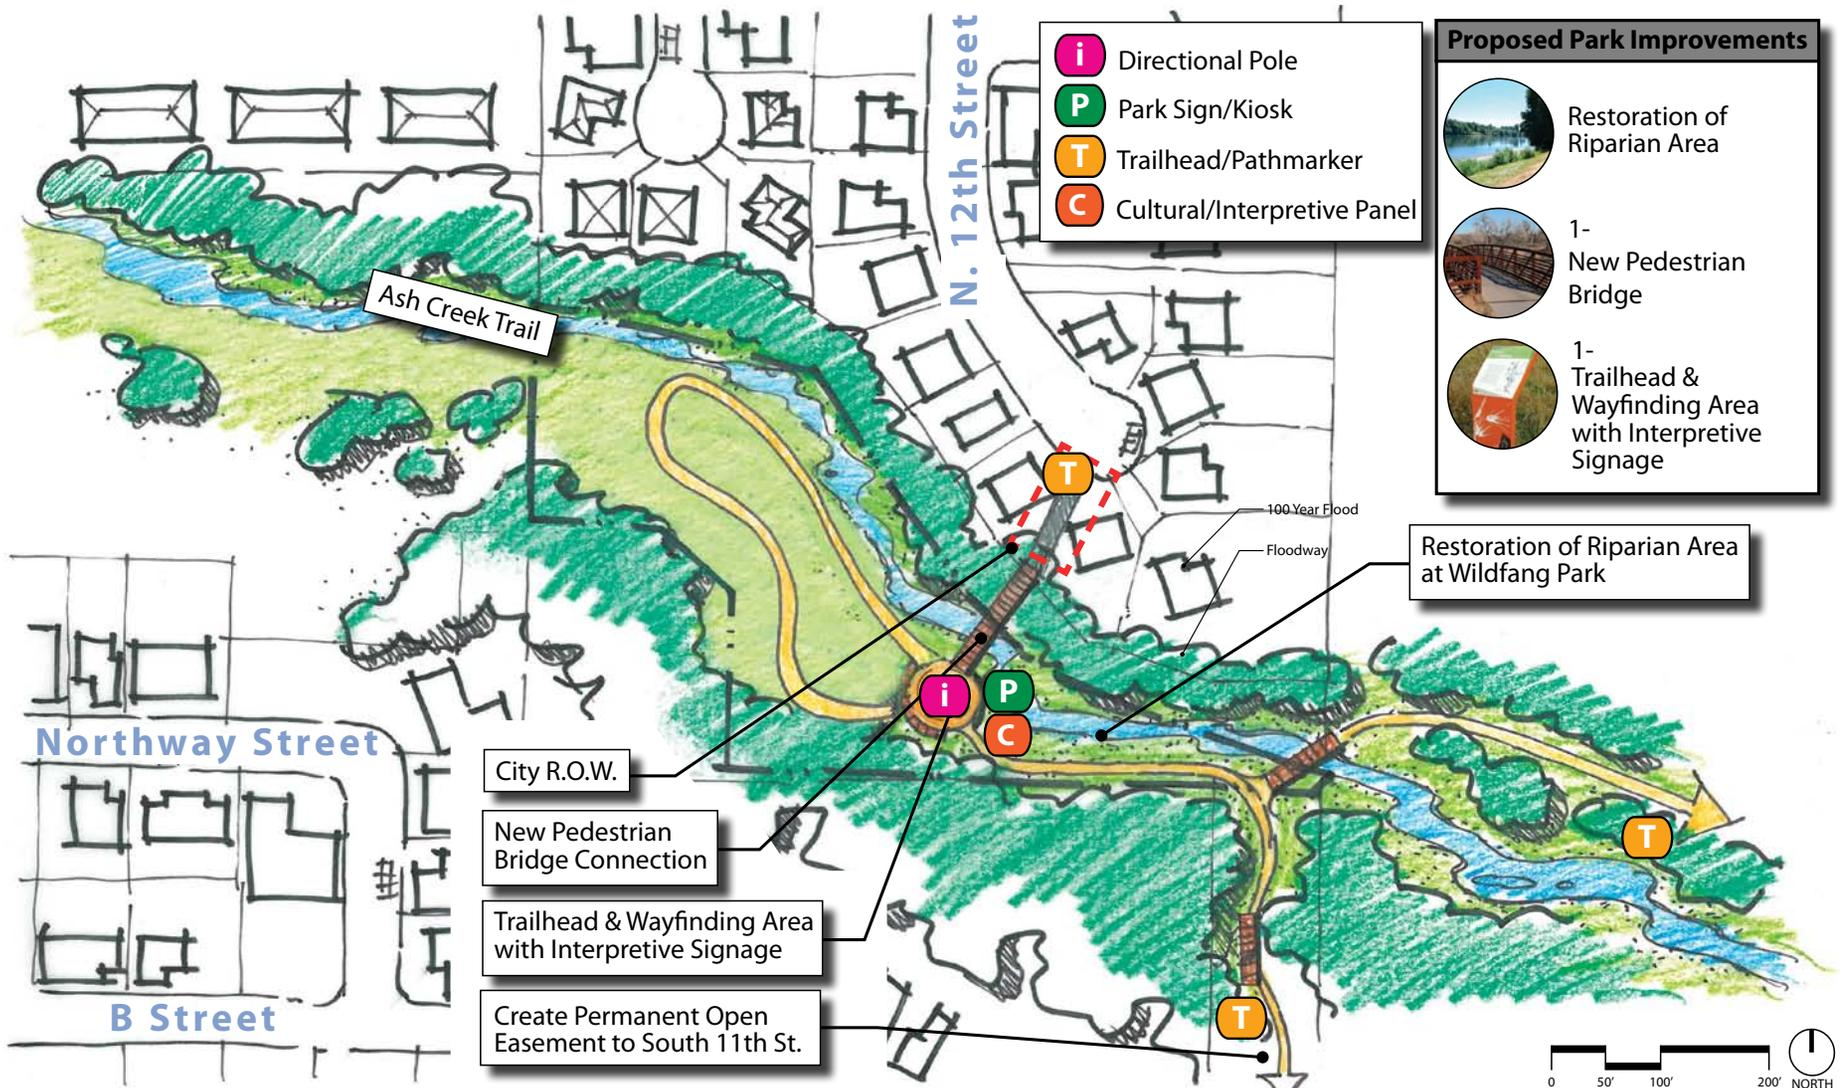 N. 12th Street
i Directional Pole
P Park Sign/Kiosk
T Trailhead/Pathmarker
C Cultural/Interpretive Panel
Proposed Park Improvements
Restoration of
Riparian Area
1-
New Pedestrian
Bridge
1-
Trailhead &
Wayfinding Area
with Interpretive
Signage
Ash Creek Trail
T
100 Year Flood
Floodway
Restoration of Riparian Area
at Wildfang Park
i
P
C
Northway Street
City R.O.W.
New Pedestrian
Bridge Connection
T
Trailhead & Wayfinding Area
with Interpretive Signage
B Street
Create Permanent Open
Easement to South 11th St.
T
0 50' 100' 200'
NORTH